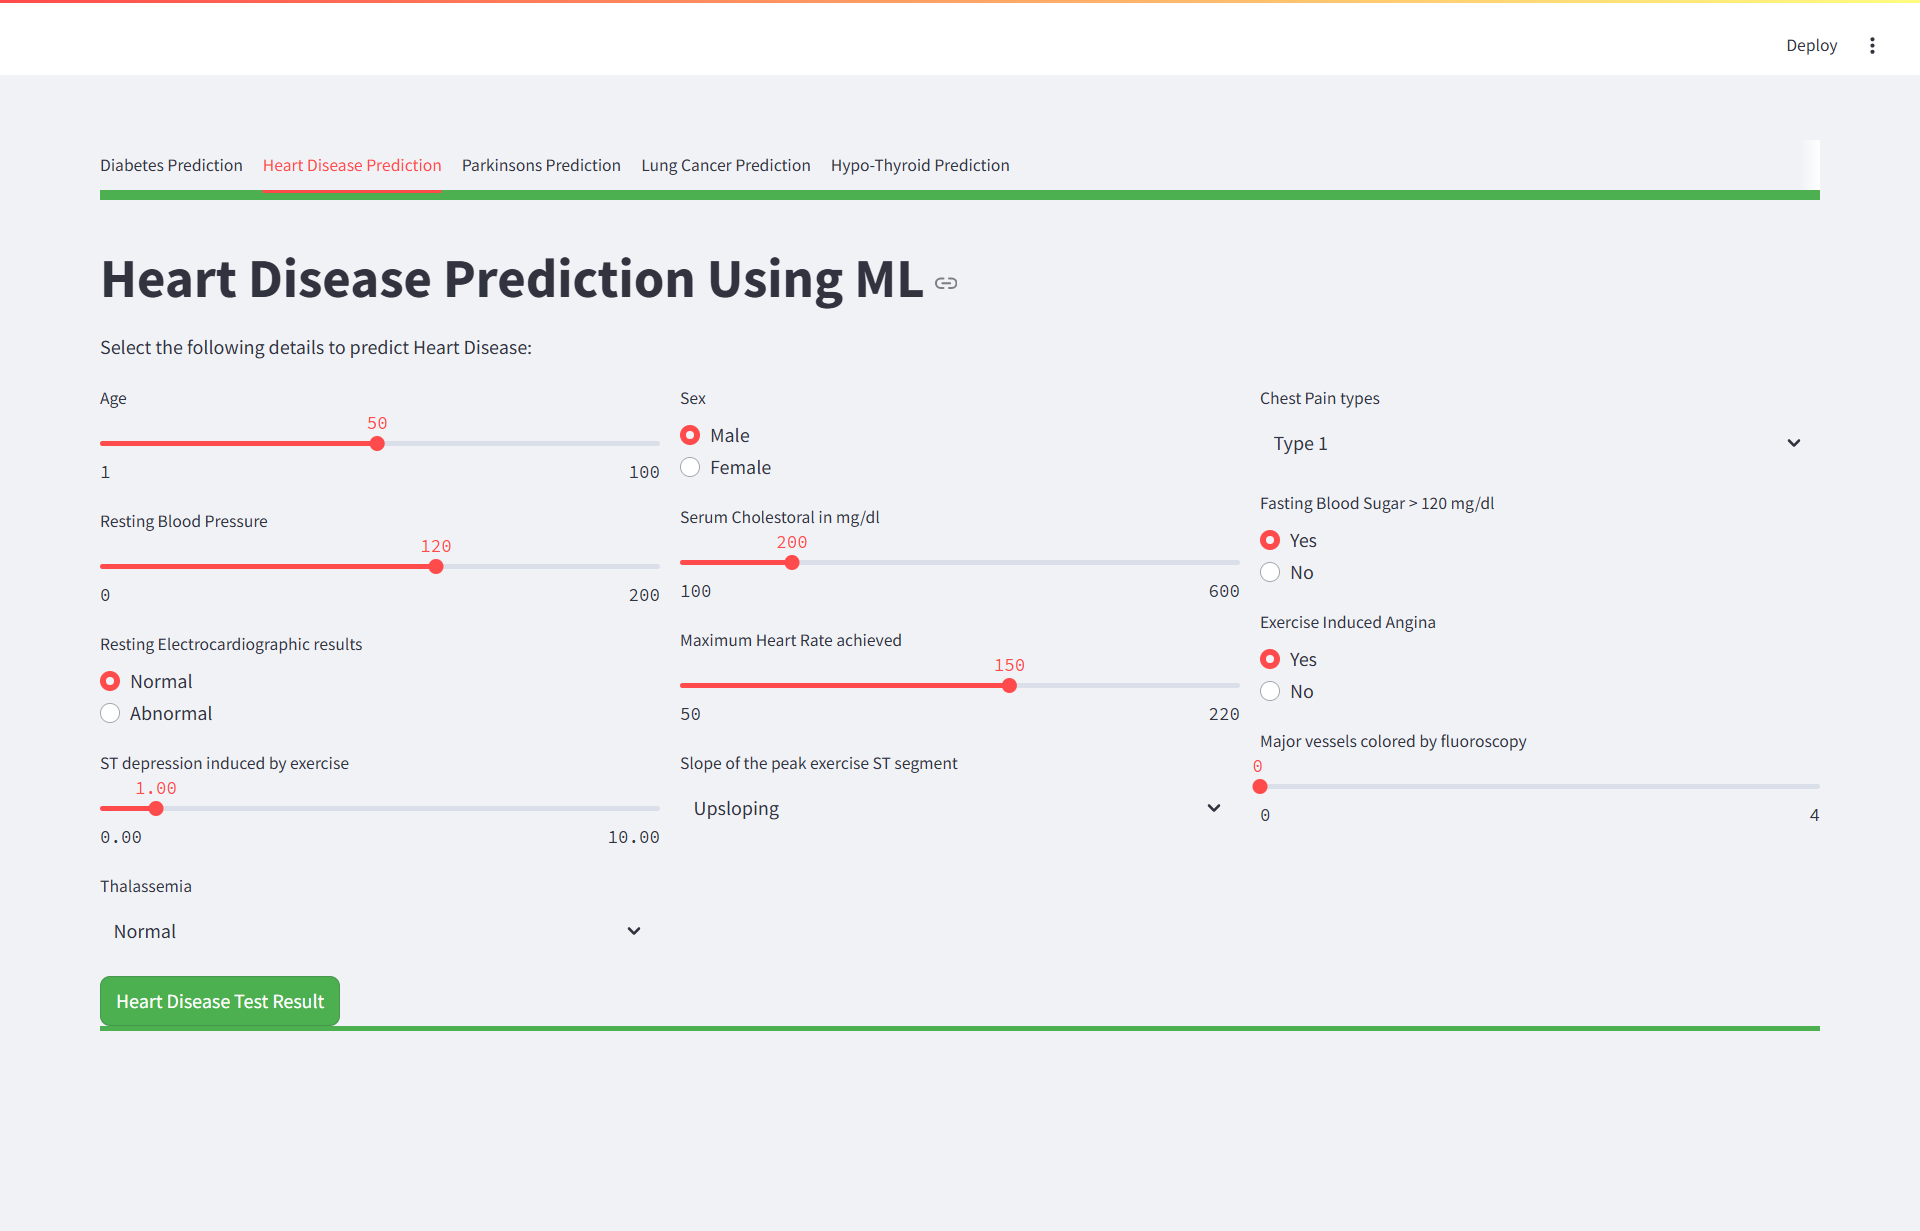 Deploy
Diabetes Prediction Heart Disease Prediction Parkinsons Prediction Lung Cancer Prediction Hypo-Thyroid Prediction
Heart Disease Prediction Using ML
Select the following details to predict Heart Disease:
Age
50
1 100
Resting Blood Pressure
120
0 200
Resting Electrocardiographic results
Normal
Abnormal
ST depression induced by exercise
1.00
0.00 10.00
Thalassemia
Normal
Sex
Male
Female
Serum Cholestoral in mg/dl
200
100 600
Maximum Heart Rate achieved
150
50 220
Slope of the peak exercise ST segment
Upsloping
Chest Pain types
Type 1
Fasting Blood Sugar > 120 mg/dl
Yes
No
Exercise Induced Angina
Yes
No
Major vessels colored by fluoroscopy
0
0 4
Heart Disease Test Result